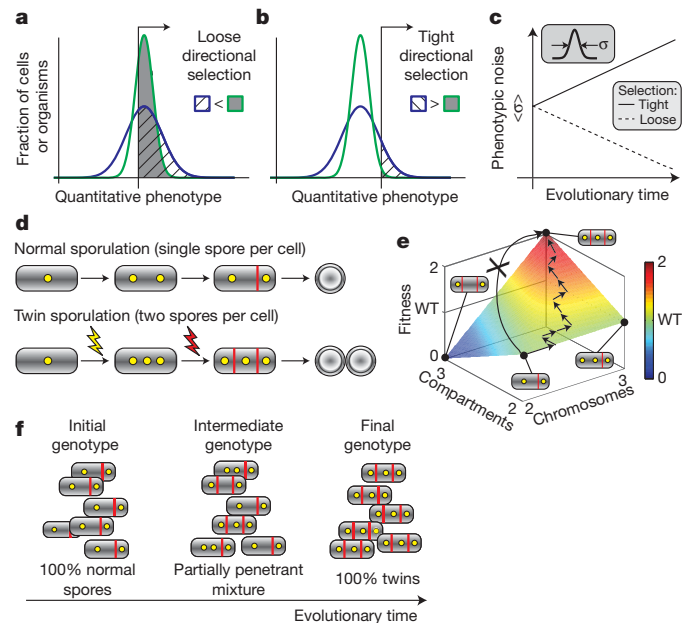 a
Loose
directional
selection
<
Fraction of cells
or organisms
Quantitative phenotype
b
Tight
directional
selection
>
Quantitative phenotype
c
σ
Phenotypic noise
<σ>
Selection:
Tight
Loose
Evolutionary time
d
Normal sporulation (single spore per cell)
Twin sporulation (two spores per cell)
e
Fitness
2
WT
0
3
Compartments
2
2
Chromosomes
3
2
WT
0
f
Initial
genotype
Intermediate
genotype
Final
genotype
100% normal
spores
Partially penetrant
mixture
100% twins
Evolutionary time